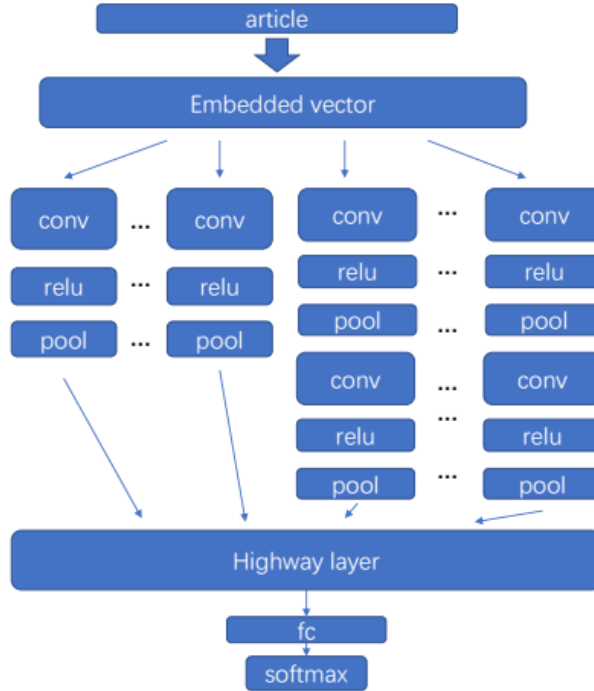 article
Embedded vector
conv ... conv conv ... conv
relu ... relu relu ... relu
pool ... pool pool ... pool
conv ... conv
relu ... relu
pool ... pool
Highway layer
fc
softmax